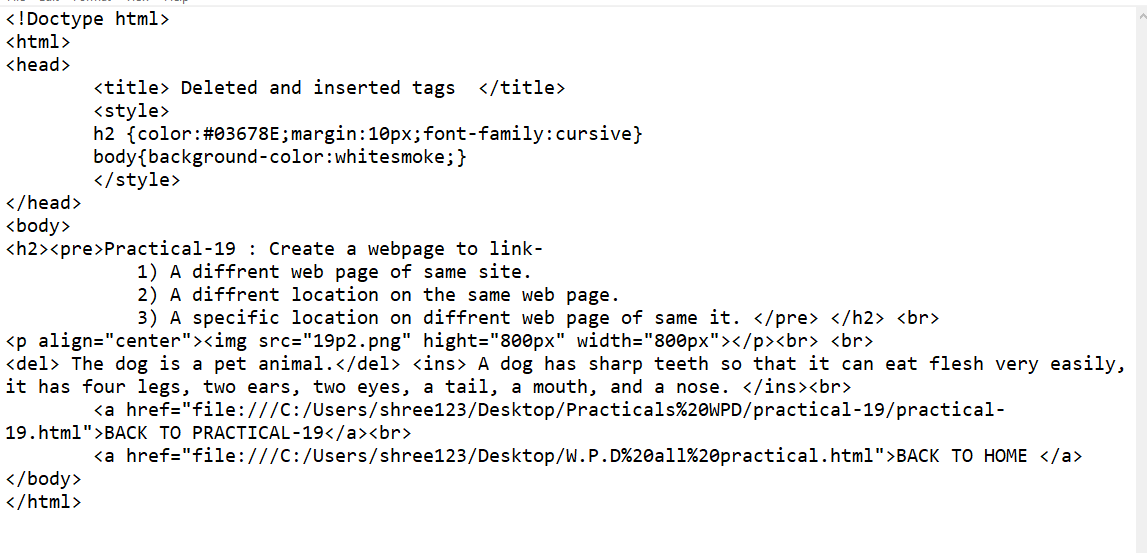 <!Doctype html>
<html>
<head>
        <title> Deleted and inserted tags  </title>
        <style>
        h2 {color:#03678E;margin:10px;font-family:cursive}
        body{background-color:whitesmoke;}
        </style>
</head>
<body>
<h2><pre>Practical-19 : Create a webpage to link-
            1) A diffrent web page of same site.
            2) A diffrent location on the same web page.
            3) A specific location on diffrent web page of same it. </pre> </h2> <br>
<p align="center"><img src="19p2.png" hight="800px" width="800px"></p><br> <br>
<del> The dog is a pet animal.</del> <ins> A dog has sharp teeth so that it can eat flesh very easily,
it has four legs, two ears, two eyes, a tail, a mouth, and a nose. </ins><br>
        <a href="file:///C:/Users/shree123/Desktop/Practicals%20WPD/practical-19/practical-
19.html">BACK TO PRACTICAL-19</a><br>
        <a href="file:///C:/Users/shree123/Desktop/W.P.D%20all%20practical.html">BACK TO HOME </a>
</body>
</html>